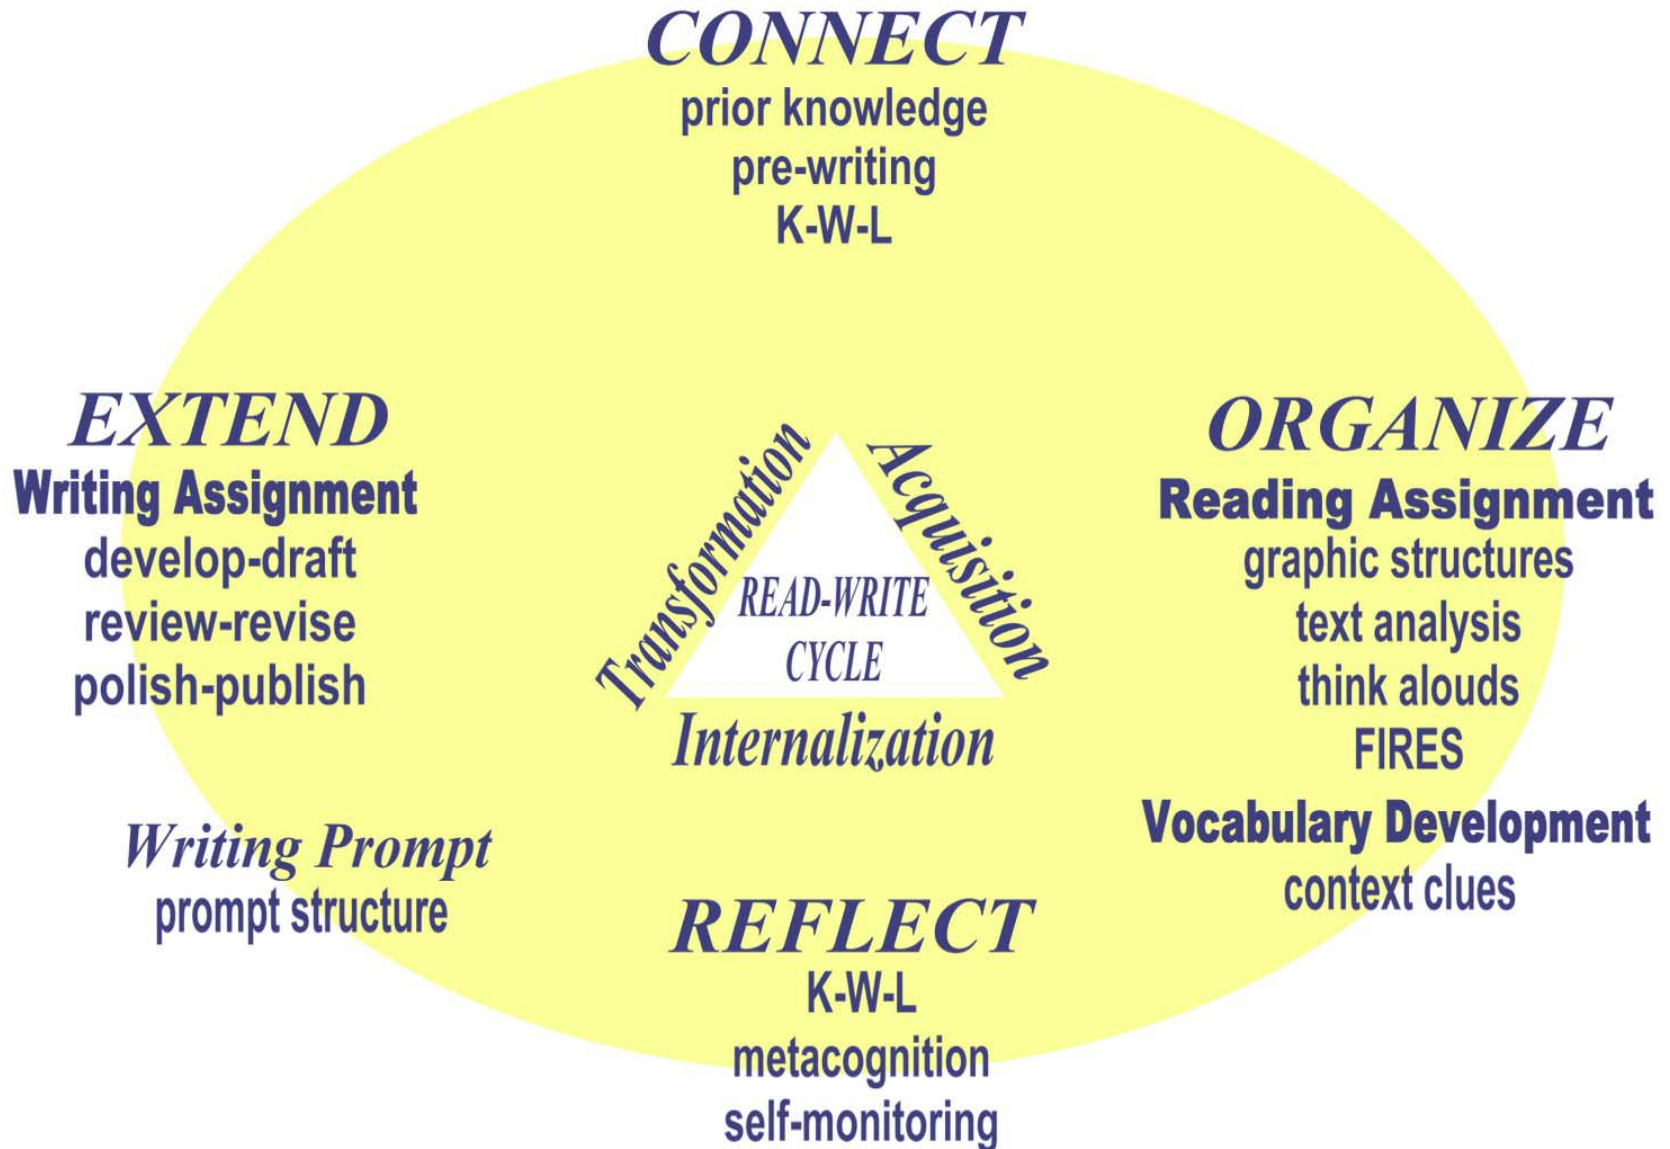 CONNECT
prior knowledge
pre-writing
K-W-L
EXTEND
Writing Assignment
develop-draft
review-revise
polish-publish
Writing Prompt
prompt structure
Transformation
Acquisition
READ-WRITE
CYCLE
Internalization
ORGANIZE
Reading Assignment
graphic structures
text analysis
think alouds
FIRES
Vocabulary Development
context clues
REFLECT
K-W-L
metacognition
self-monitoring